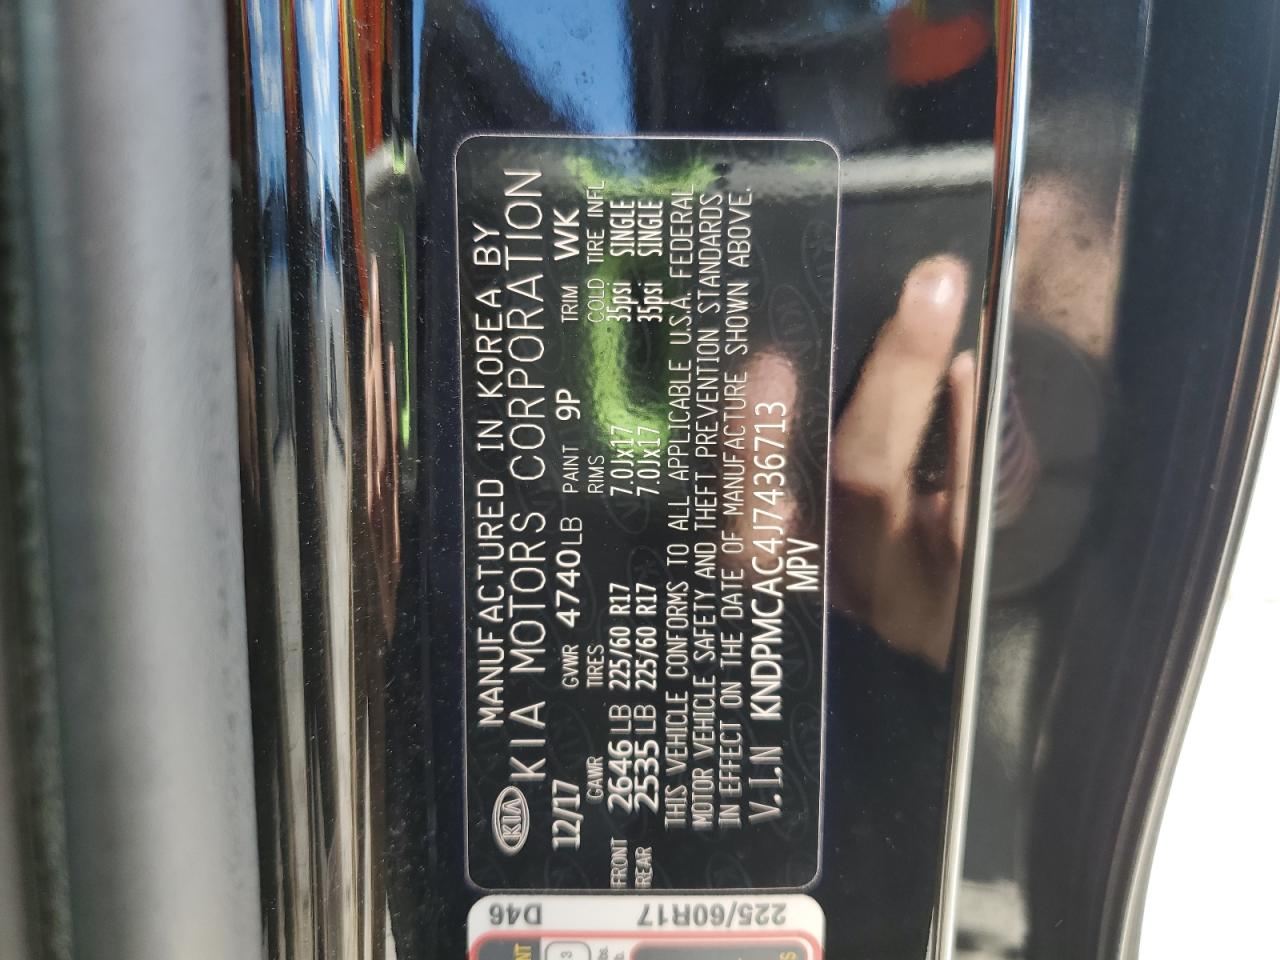 MANUFACTURED IN KOREA BY
KIA KIA MOTORS CORPORATION
12/17 GVWR 4740LB PAINT 9P TRIM WK
GAWR TIRES RIMS COLD TIRE INFL
FRONT 2646LB 225/60 R17 7.0Jx17 35psi SINGLE
REAR 2535LB 225/60 R17 7.0Jx17 35psi SINGLE
THIS VEHICLE CONFORMS TO ALL APPLICABLE U.S.A. FEDERAL
MOTOR VEHICLE SAFETY AND THEFT PREVENTION STANDARDS
IN EFFECT ON THE DATE OF MANUFACTURE SHOWN ABOVE.
V.I.N KNDPMCAC4J7436713
MPV
D46
225/60R17